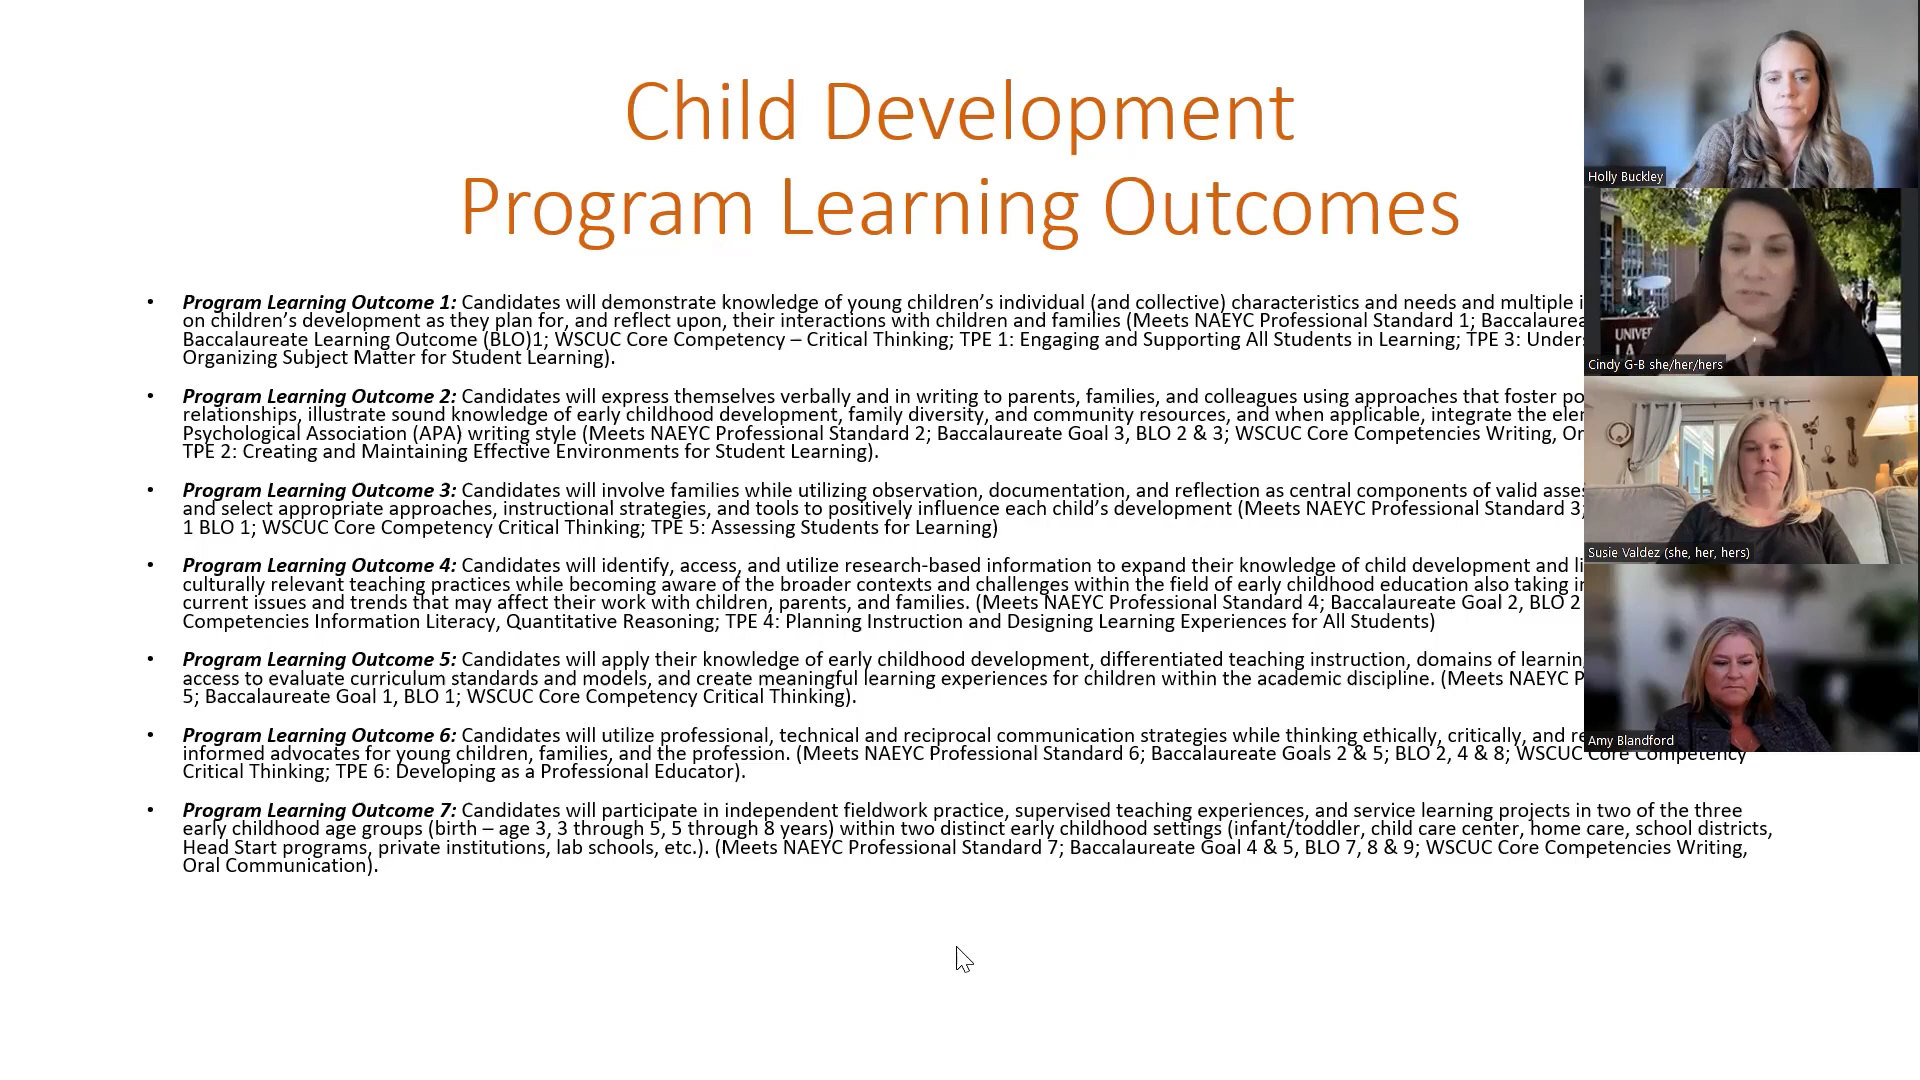 Child Development
Program Learning Outcomes
• Program Learning Outcome 1: Candidates will demonstrate knowledge of young children’s individual (and collective) characteristics and needs and multiple
on children’s development as they plan for, and reflect upon, their interactions with children and families (Meets NAEYC Professional Standard 1;
Baccalaureate Learning Outcome (BLO)1; WSCUC Core Competency – Critical Thinking; TPE 1: Engaging and Supporting All Students in Learning; TPE 3:
Organizing Subject Matter for Student Learning).
• Program Learning Outcome 2: Candidates will express themselves verbally and in writing to parents, families, and colleagues using approaches that foster
relationships, illustrate sound knowledge of early childhood development, family diversity, and community resources, and when applicable, integrate the
Psychological Association (APA) writing style (Meets NAEYC Professional Standard 2; Baccalaureate Goal 3, BLO 2 & 3; WSCUC Core Competencies Writing,
TPE 2: Creating and Maintaining Effective Environments for Student Learning).
• Program Learning Outcome 3: Candidates will involve families while utilizing observation, documentation, and reflection as central components of valid
and select appropriate approaches, instructional strategies, and tools to positively influence each child’s development (Meets NAEYC Professional Standard 3;
1 BLO 1; WSCUC Core Competency Critical Thinking; TPE 5: Assessing Students for Learning)
• Program Learning Outcome 4: Candidates will identify, access, and utilize research-based information to expand their knowledge of child development and
culturally relevant teaching practices while becoming aware of the broader contexts and challenges within the field of early childhood education also taking
current issues and trends that may affect their work with children, parents, and families. (Meets NAEYC Professional Standard 4; Baccalaureate Goal 2, BLO 2
Competencies Information Literacy, Quantitative Reasoning; TPE 4: Planning Instruction and Designing Learning Experiences for All Students)
• Program Learning Outcome 5: Candidates will apply their knowledge of early childhood development, differentiated teaching instruction, domains of
access to evaluate curriculum standards and models, and create meaningful learning experiences for children within the academic discipline. (Meets NAEYC
5; Baccalaureate Goal 1, BLO 1; WSCUC Core Competency Critical Thinking).
• Program Learning Outcome 6: Candidates will utilize professional, technical and reciprocal communication strategies while thinking ethically, critically, and
informed advocates for young children, families, and the profession. (Meets NAEYC Professional Standard 6; Baccalaureate Goals 2 & 5; BLO 2, 4 & 8; WSCUC Core Competency
Critical Thinking; TPE 6: Developing as a Professional Educator).
• Program Learning Outcome 7: Candidates will participate in independent fieldwork practice, supervised teaching experiences, and service learning projects in two of the three
early childhood age groups (birth – age 3, 3 through 5, 5 through 8 years) within two distinct early childhood settings (infant/toddler, child care center, home care, school districts,
Head Start programs, private institutions, lab schools, etc.). (Meets NAEYC Professional Standard 7; Baccalaureate Goal 4 & 5, BLO 7, 8 & 9; WSCUC Core Competencies Writing,
Oral Communication).
Holly Buckley
Cindy G-B she/her/hers
Susie Valdez (she, her, hers)
Amy Blandford